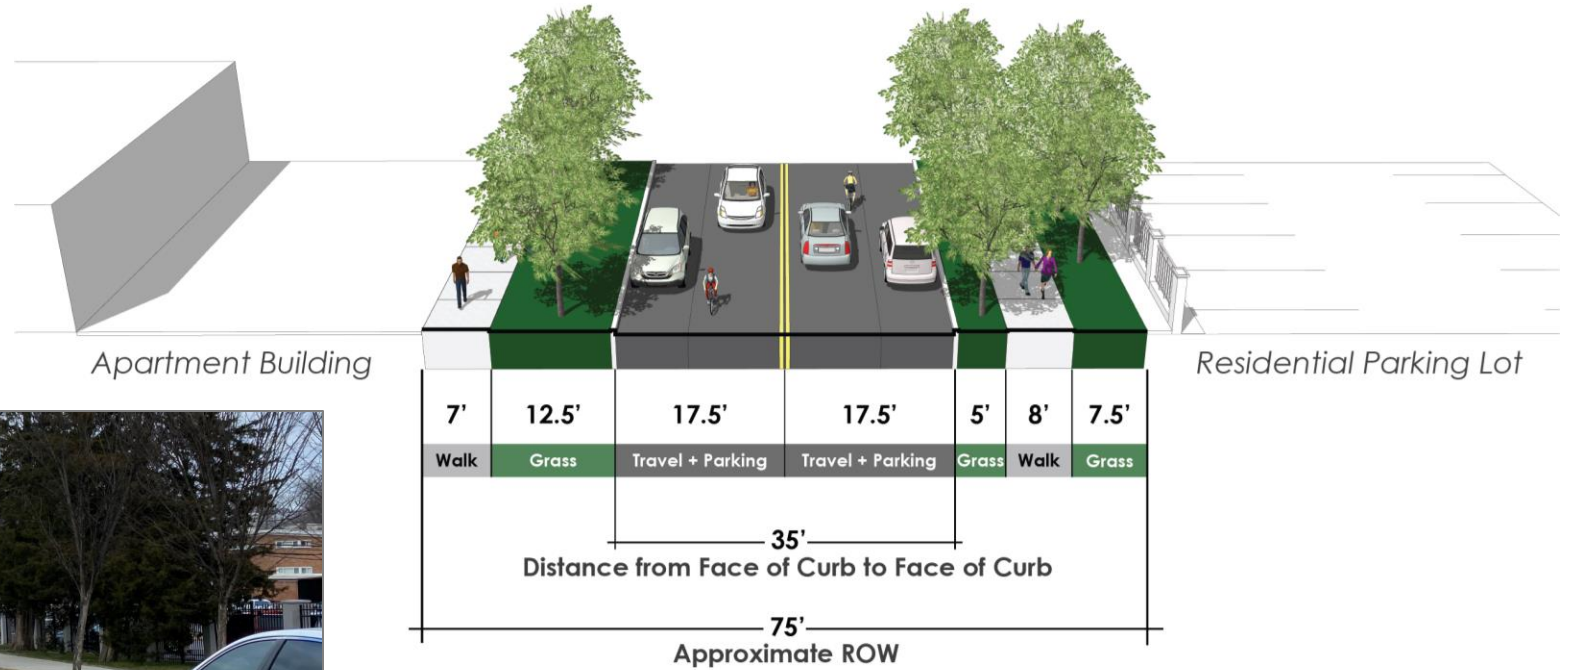 Apartment Building
Residential Parking Lot
7’ 12.5’ 17.5’ 17.5’ 5’ 8’ 7.5’
Walk Grass Travel + Parking Travel + Parking Grass Walk Grass
35’
Distance from Face of Curb to Face of Curb
75’
Approximate ROW